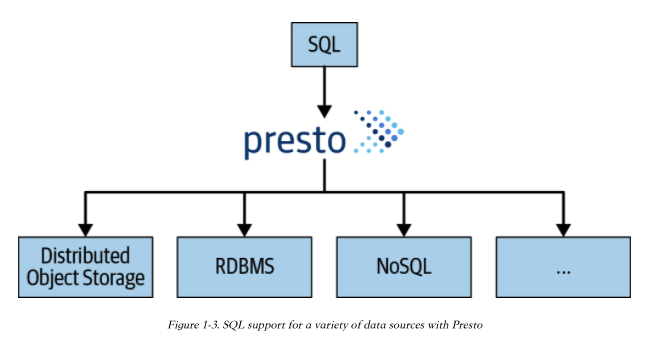 SQL
presto
Distributed
Object Storage
RDBMS
NoSQL
...
Figure 1-3. SQL support for a variety of data sources with Presto